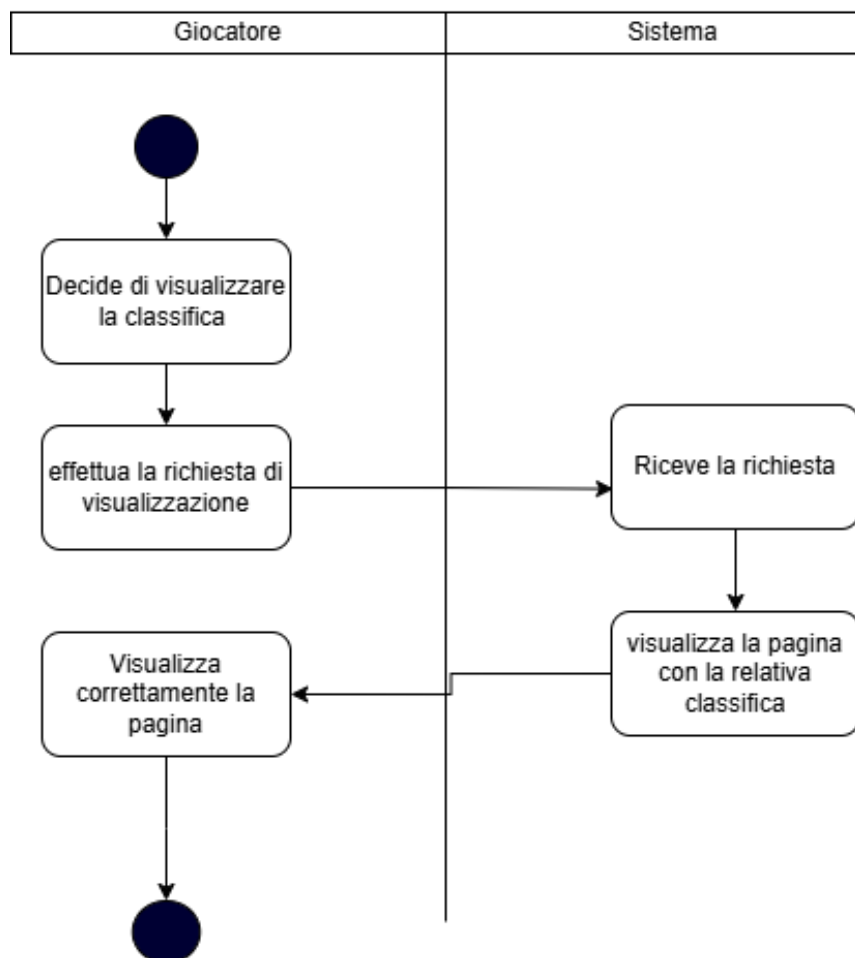 Giocatore
Sistema
Decide di visualizzare
la classifica
effettua la richiesta di
visualizzazione
Riceve la richiesta
visualizza la pagina
con la relativa
classifica
Visualizza
correttamente la
pagina